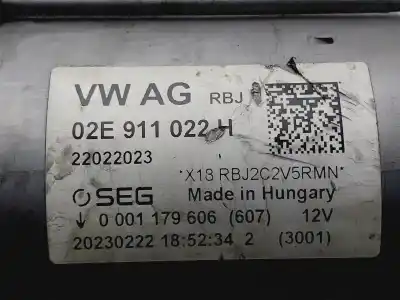 VW AG RBJ
02E 911 022 H
22022023
*X13 RBJ2C2V5RMN*
SEG Made in Hungary
↓ 0 001 179 606 (607) 12V
20230222 18:52:34 2 (3001)